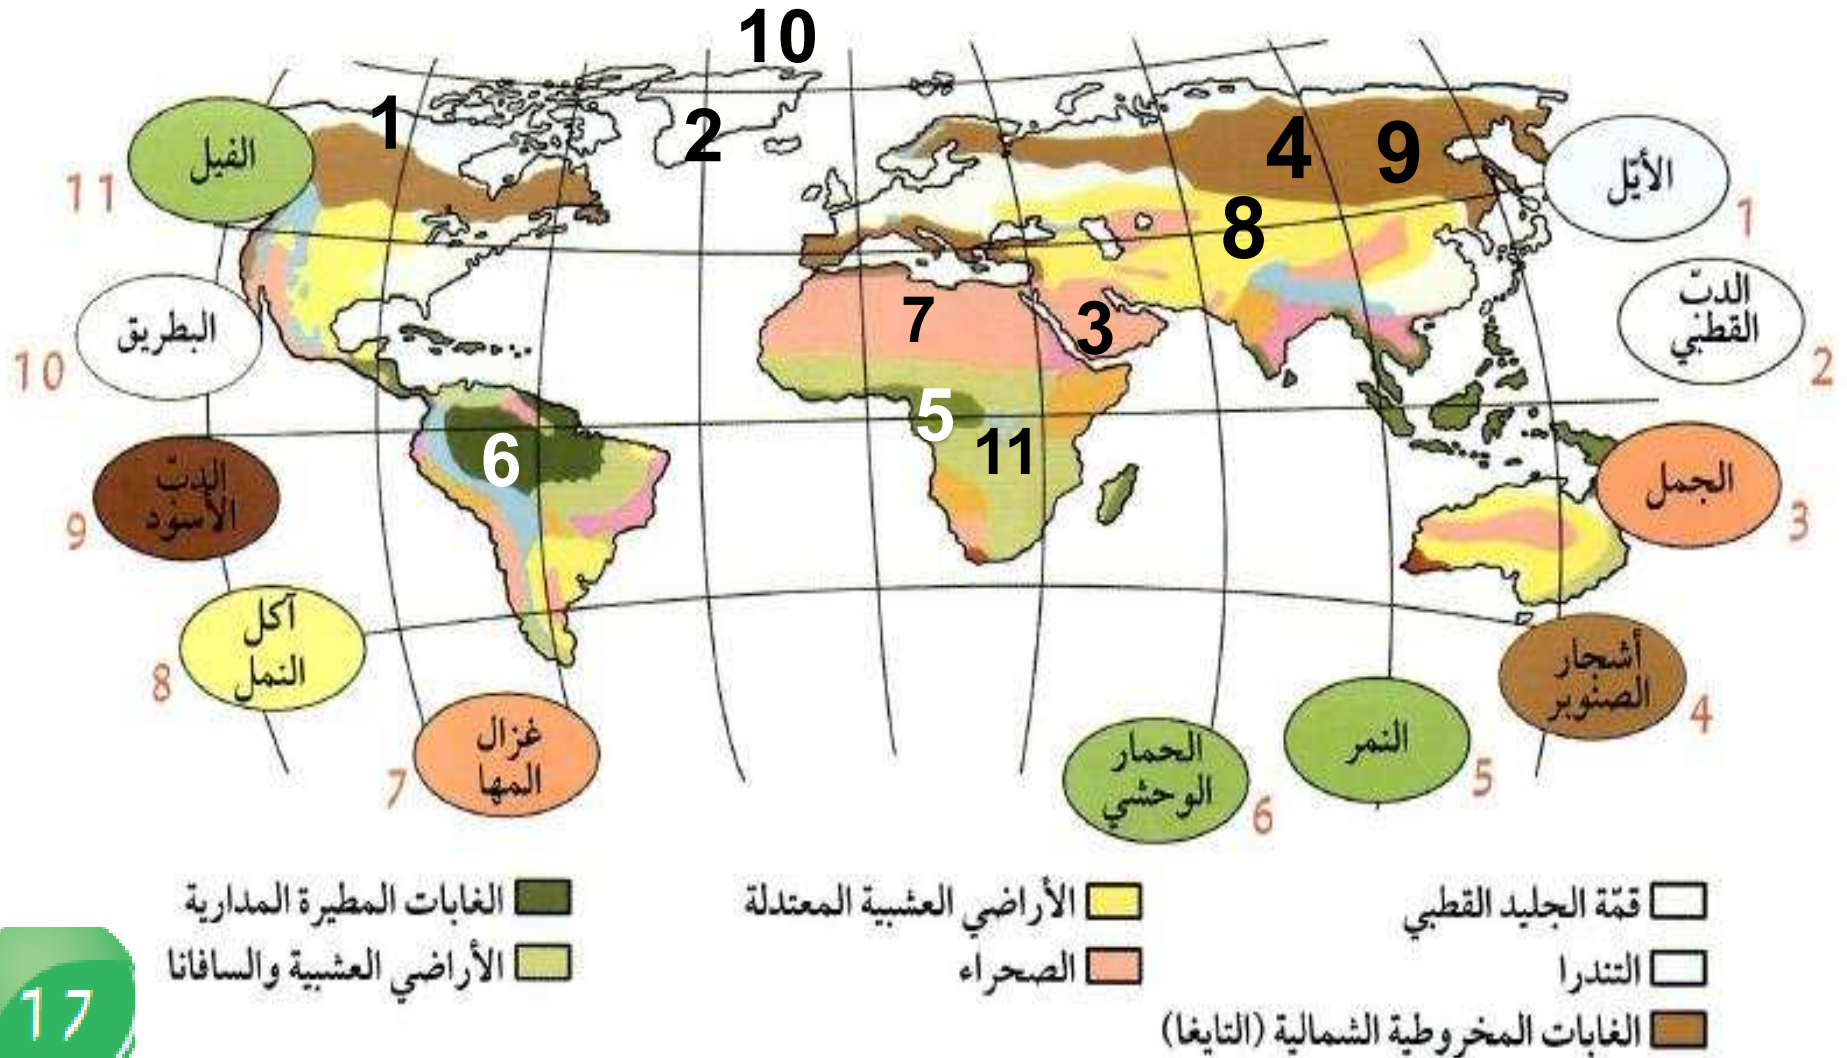 10
1
2
4
9
8
7
3
5
11
6
الفيل
11
البطريق
10
الدبّ
الأسود
9
آكل
النمل
8
غزال
المها
7
الحمار
الوحشي
6
النمر
5
أشجار
الصنوبر
4
الجمل
3
الدبّ
القطبي
2
الأيّل
1
قمّة الجليد القطبي
التندرا
الغابات المخروطية الشمالية (التايغا)
الأراضي العشبية المعتدلة
الصحراء
الغابات المطيرة المدارية
الأراضي العشبية والسافانا
17